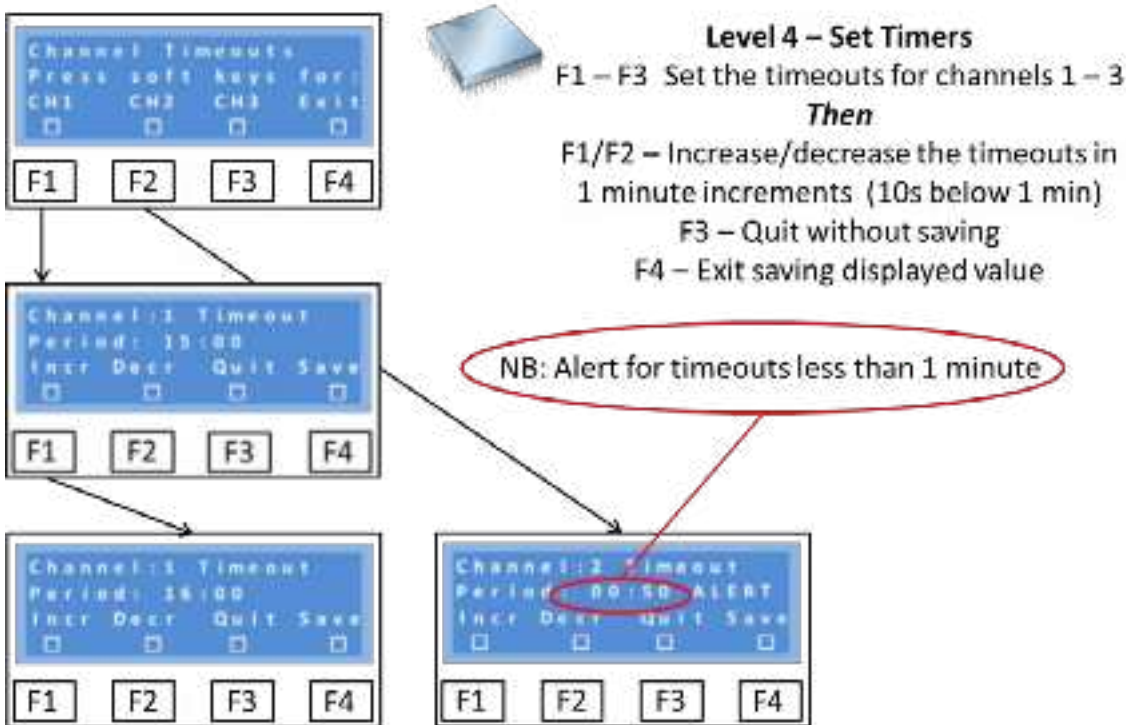 Channel Timeouts
Press soft keys for:
CH1 CH2 CH3 Exit
F1 F2 F3 F4
Level 4 – Set Timers
F1 – F3 Set the timeouts for channels 1 – 3
Then
F1/F2 – Increase/decrease the timeouts in
1 minute increments (10s below 1 min)
F3 – Quit without saving
F4 – Exit saving displayed value
Channel:1 Timeout
Period: 15:00
Incr Decr Quit Save
F1 F2 F3 F4
NB: Alert for timeouts less than 1 minute
Channel:1 Timeout
Period: 16:00
Incr Decr Quit Save
F1 F2 F3 F4
Channel:2 Timeout
Period: 00:50 ALERT
Incr Decr Quit Save
F1 F2 F3 F4